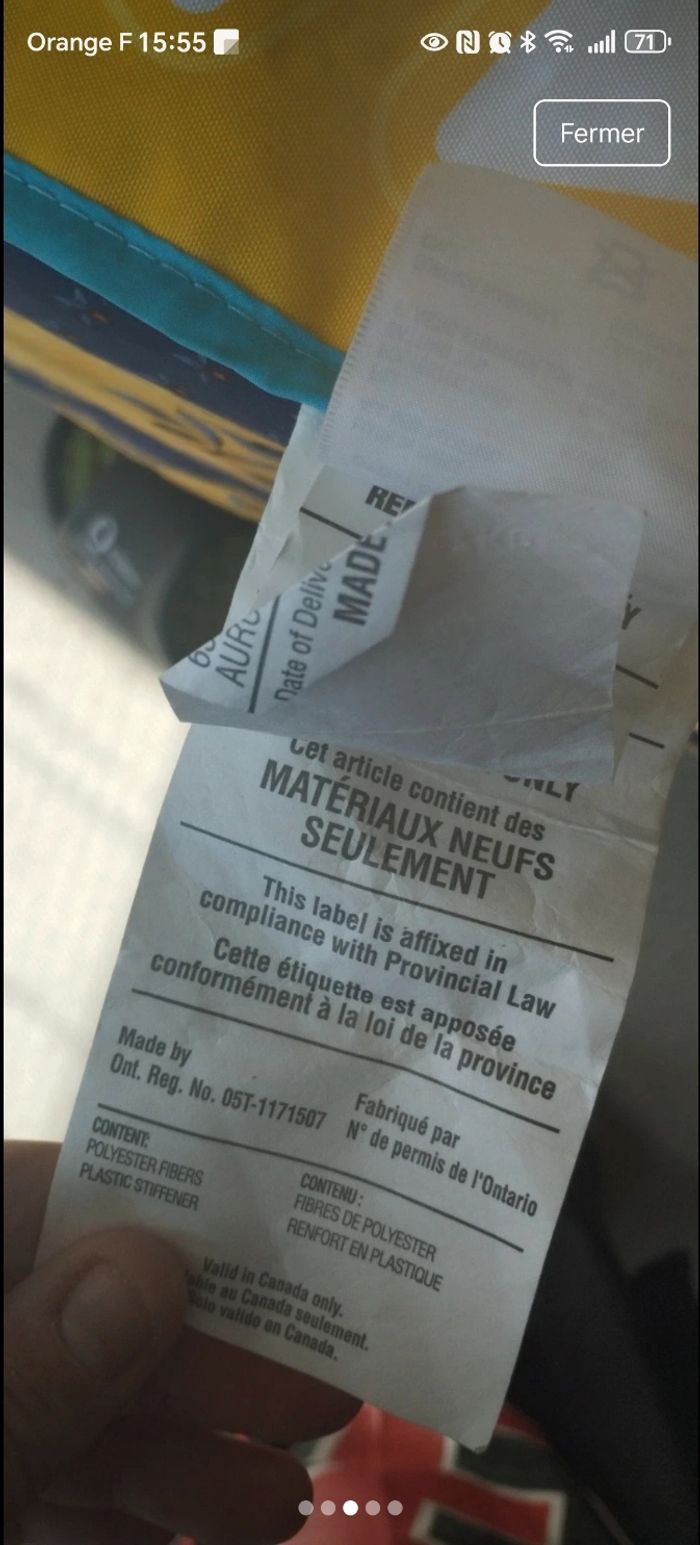 Orange F 15:55
71
Fermer
MADE
Date of
Cet article contient des
MATÉRIAUX NEUFS
SEULEMENT
This label is affixed in
compliance with Provincial Law
Cette étiquette est apposée
conformément à la loi de la province
Made by
Ont. Reg. No. 05T-1171507
Fabriqué par
N° de permis de l'Ontario
CONTENT:
POLYESTER FIBERS
PLASTIC STIFFENER
CONTENU :
FIBRES DE POLYESTER
RENFORT EN PLASTIQUE
Valid in Canada only.
au Canada seulement.
Solo valido en Canada.